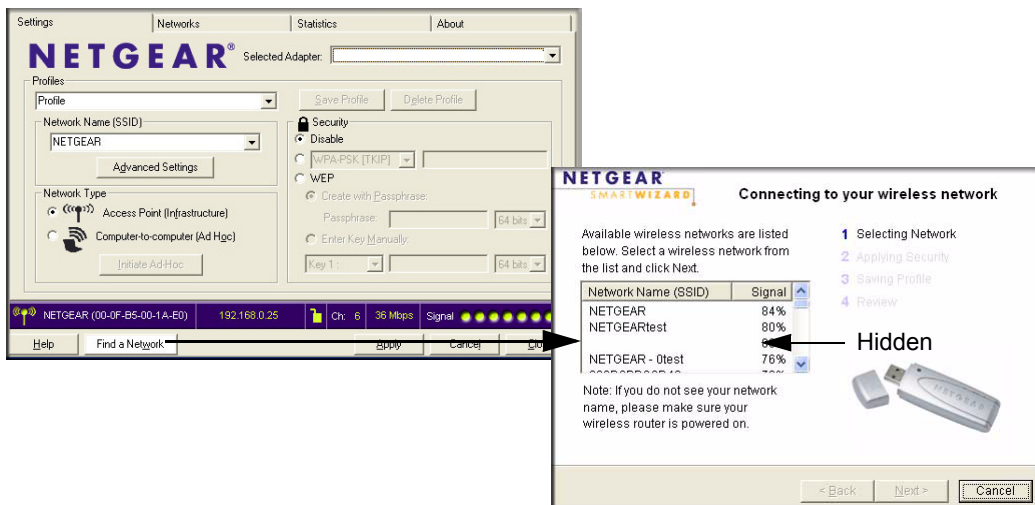 Settings
Networks
Statistics
About
NETGEAR®
Selected Adapter:
Profiles
Profile
Save Profile
Delete Profile
Network Name (SSID)
NETGEAR
Advanced Settings
Security
Disable
WPA-PSK [TKIP]
WEP
Create with Passphrase:
Passphrase:
64 bits
Enter Key Manually:
Key 1 :
64 bits
Network Type
Access Point (Infrastructure)
Computer-to-computer (Ad Hoc)
Initiate Ad-Hoc
NETGEAR (00-0F-B5-00-1A-E0)
192.168.0.25
Ch: 6
36 Mbps
Signal
Help
Find a Network
Apply
Cancel
NETGEAR
SMARTWIZARD
Connecting to your wireless network
Available wireless networks are listed
below. Select a wireless network from
the list and click Next.
Network Name (SSID) Signal
NETGEAR 84%
NETGEARtest 80%
NETGEAR - 0test 76%
Note: If you do not see your network
name, please make sure your
wireless router is powered on.
1 Selecting Network
2 Applying Security
3 Saving Profile
4 Review
Hidden
NETGEAR
< Back
Next >
Cancel